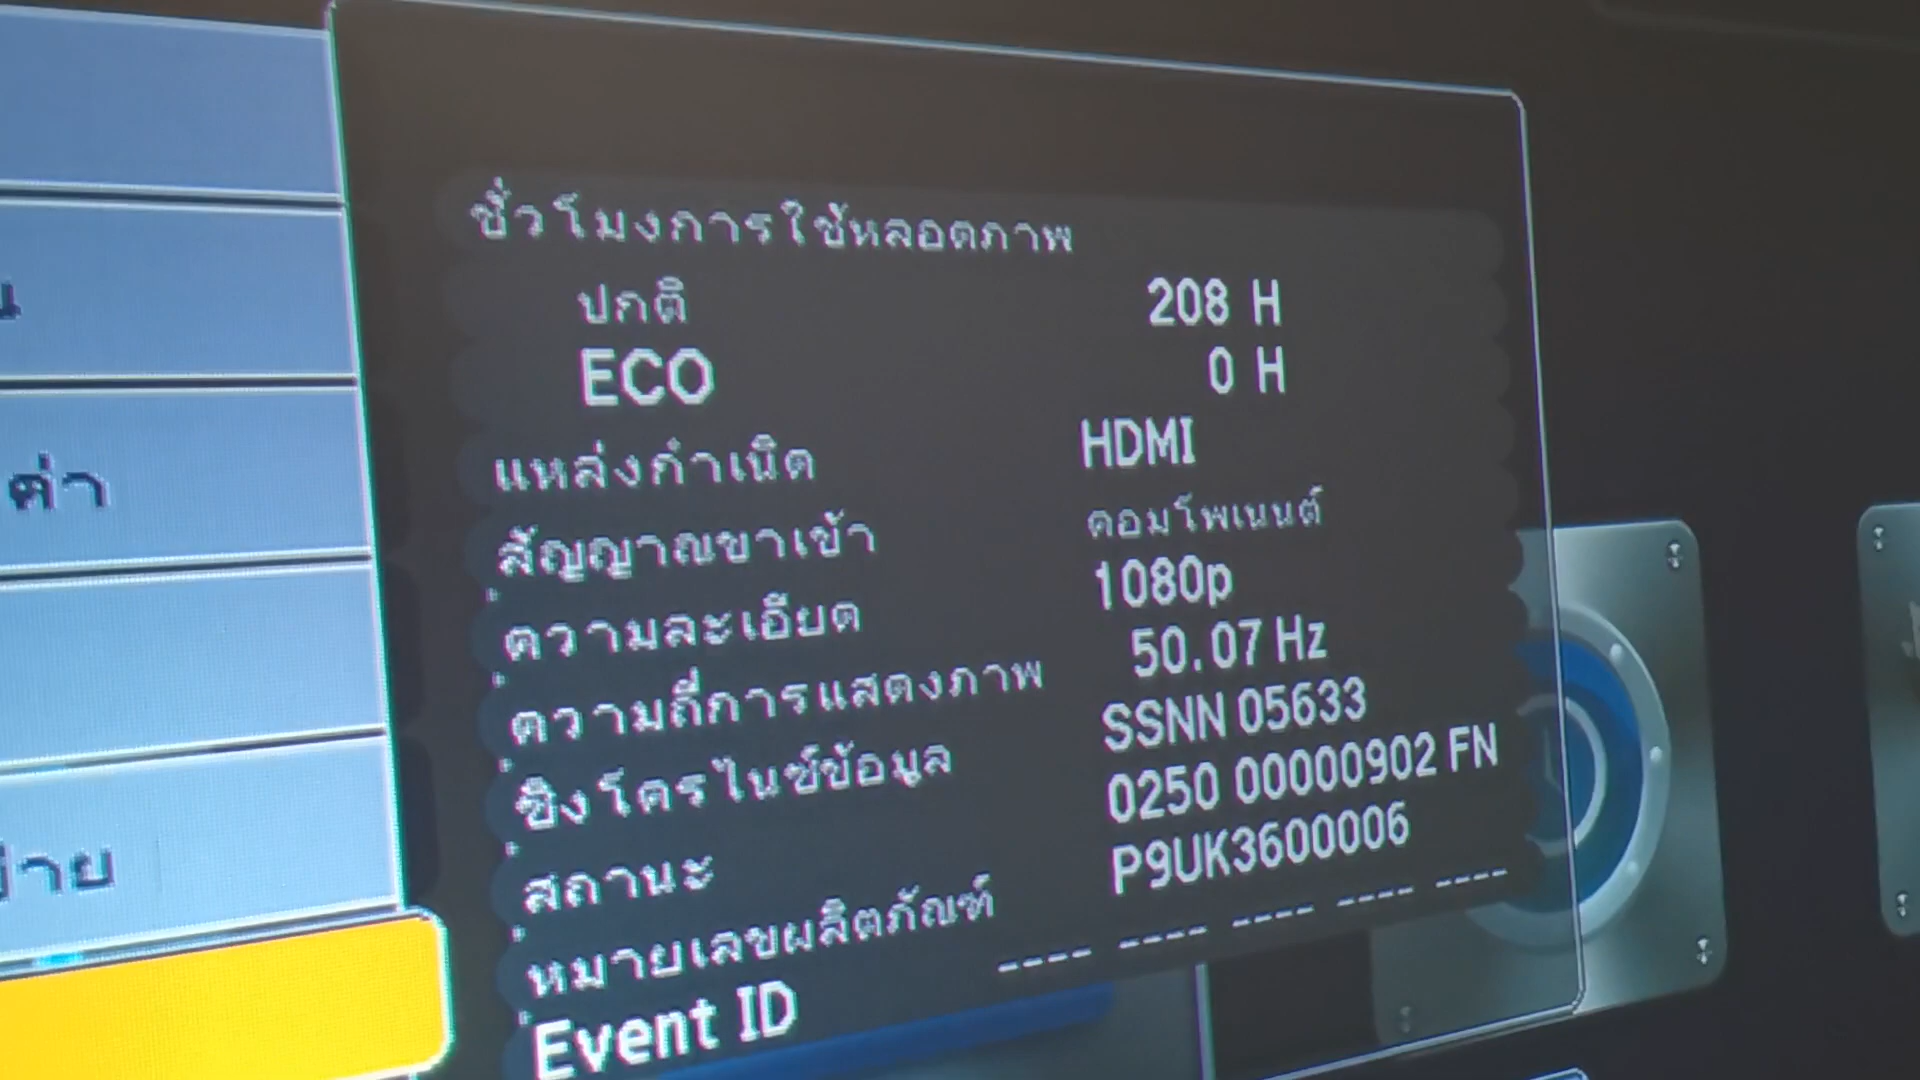 ชั่วโมงการใช้หลอดภาพ
ปกติ 208 H
ECO 0 H
แหล่งกำเนิด HDMI
สัญญาณขาเข้า คอมโพเนนต์
ความละเอียด 1080p
ความถี่การแสดงภาพ 50.07 Hz
ซิงโครไนซ์ข้อมูล SSNN 05633
สถานะ 0250 00000902 FN
หมายเลขผลิตภัณฑ์ P9UK3600006
Event ID ---- ---- ---- ---- ----